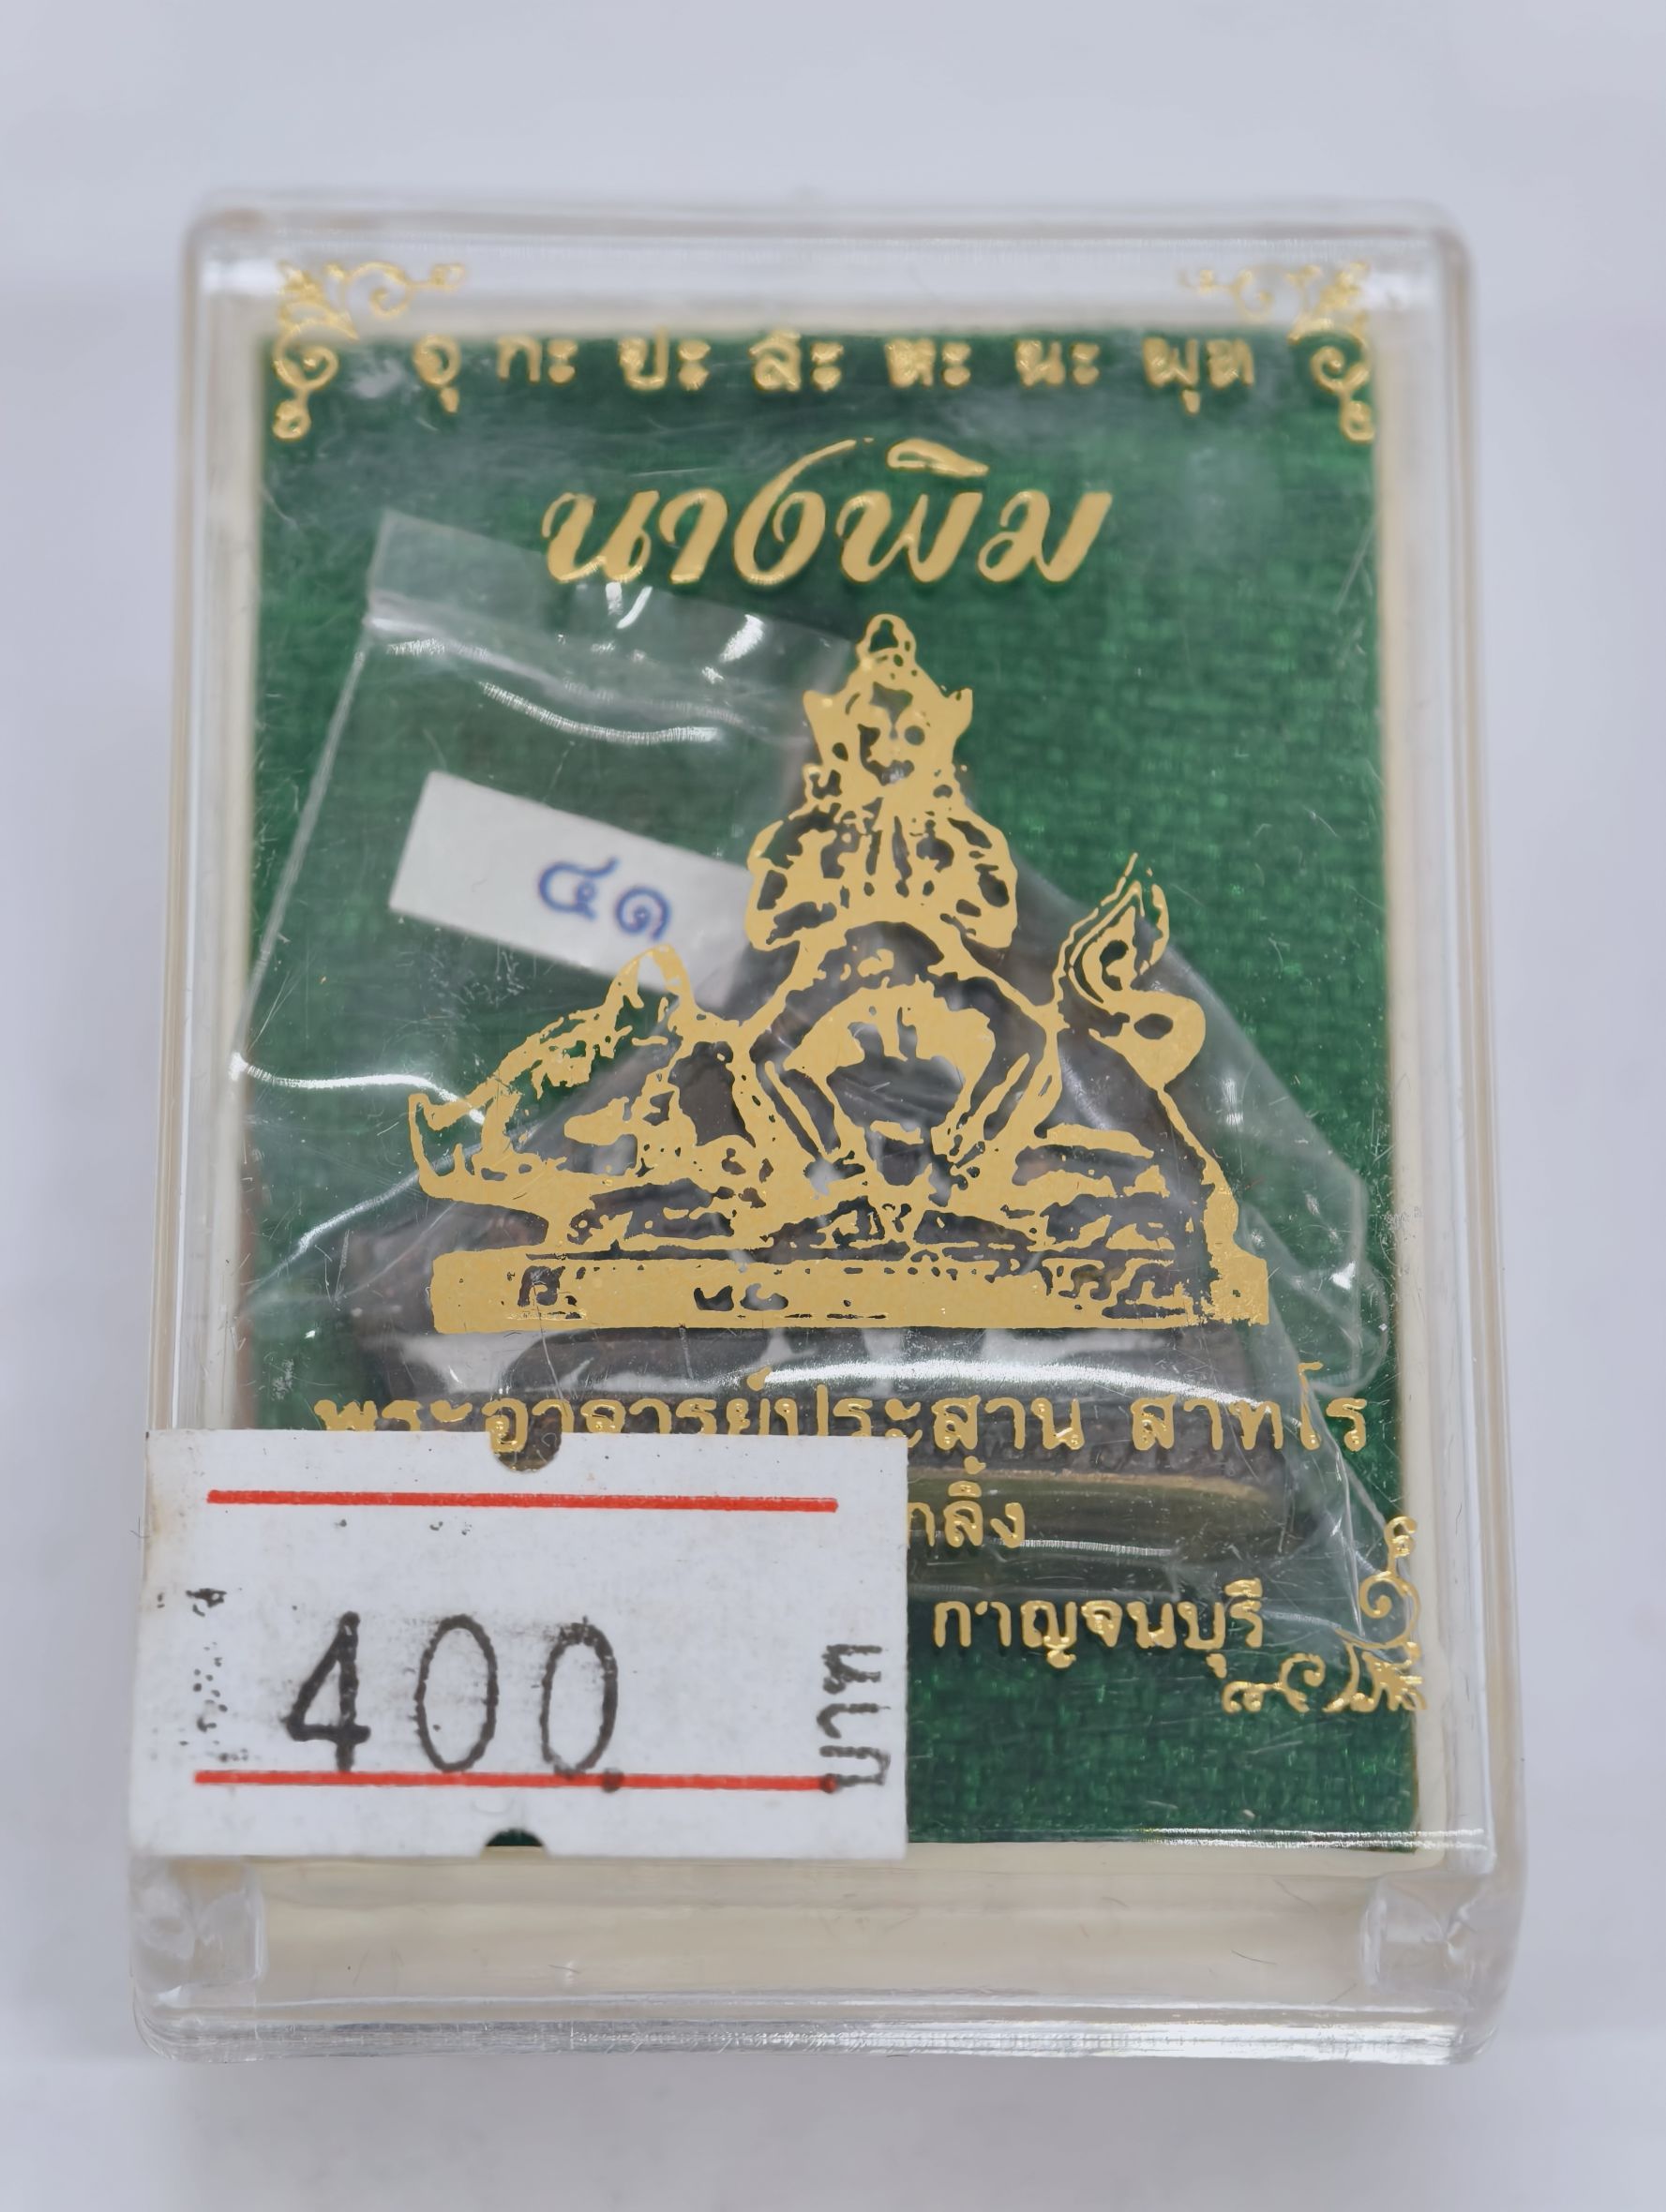 จุ กะ ปะ สะ หะ นะ พุท
นางพิม
๔๑
พระอาจารย์ประสาน สาทโร
กลิ้ง
กาญจนบุรี
400
บาท